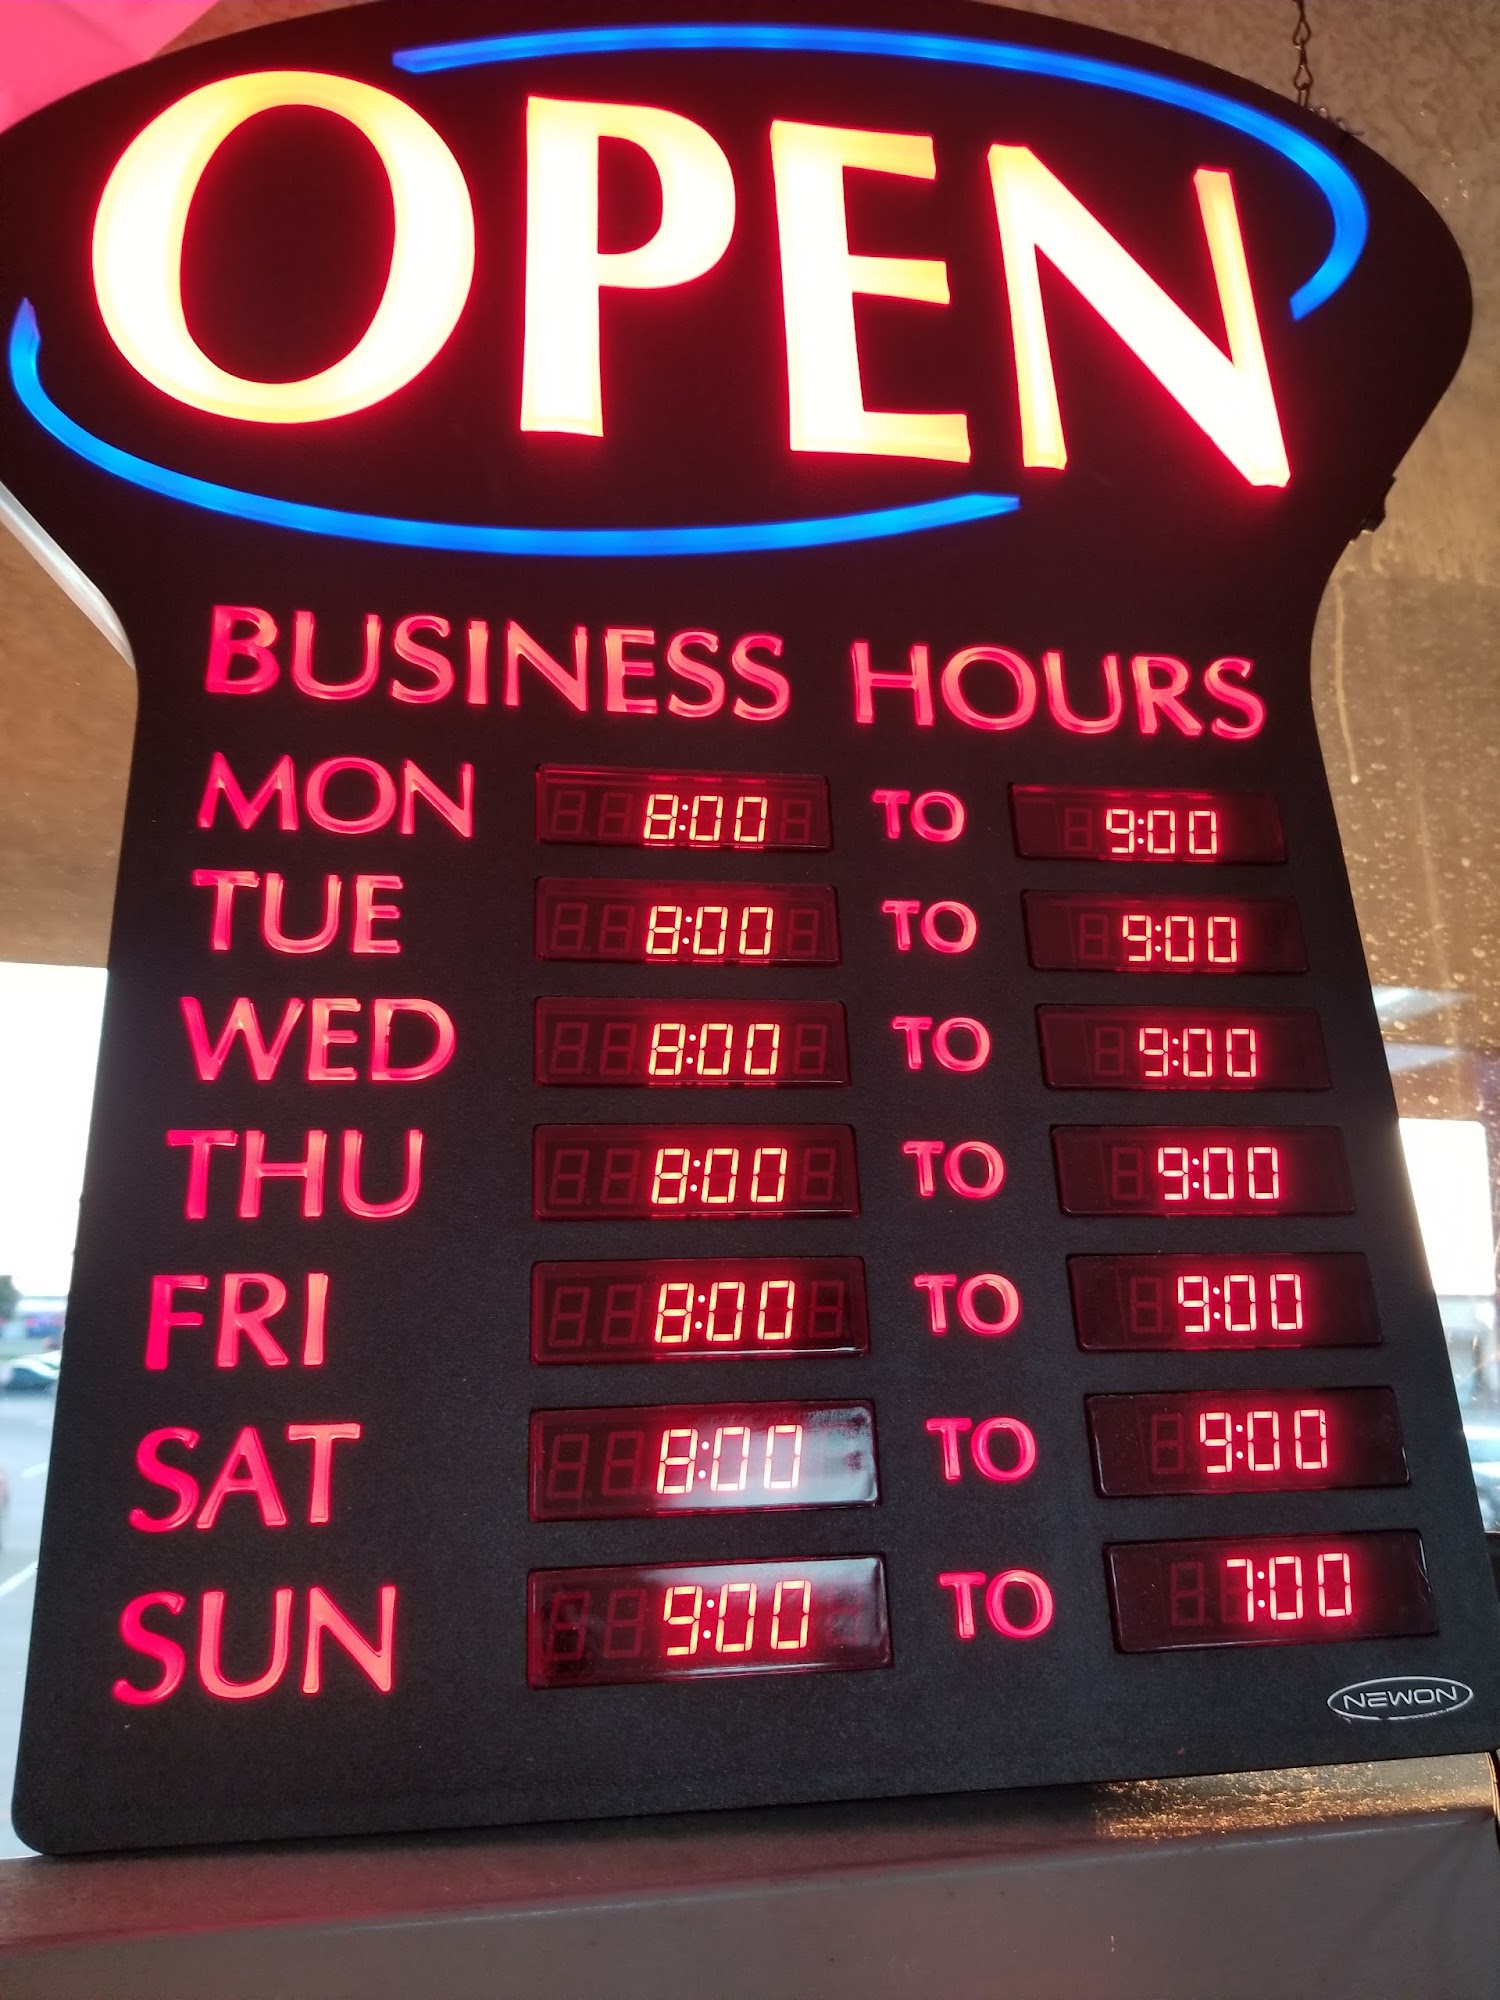 OPEN
BUSINESS HOURS
MON 8:00 TO 9:00
TUE 8:00 TO 9:00
WED 8:00 TO 9:00
THU 8:00 TO 9:00
FRI 8:00 TO 9:00
SAT 8:00 TO 9:00
SUN 9:00 TO 7:00
NEWON